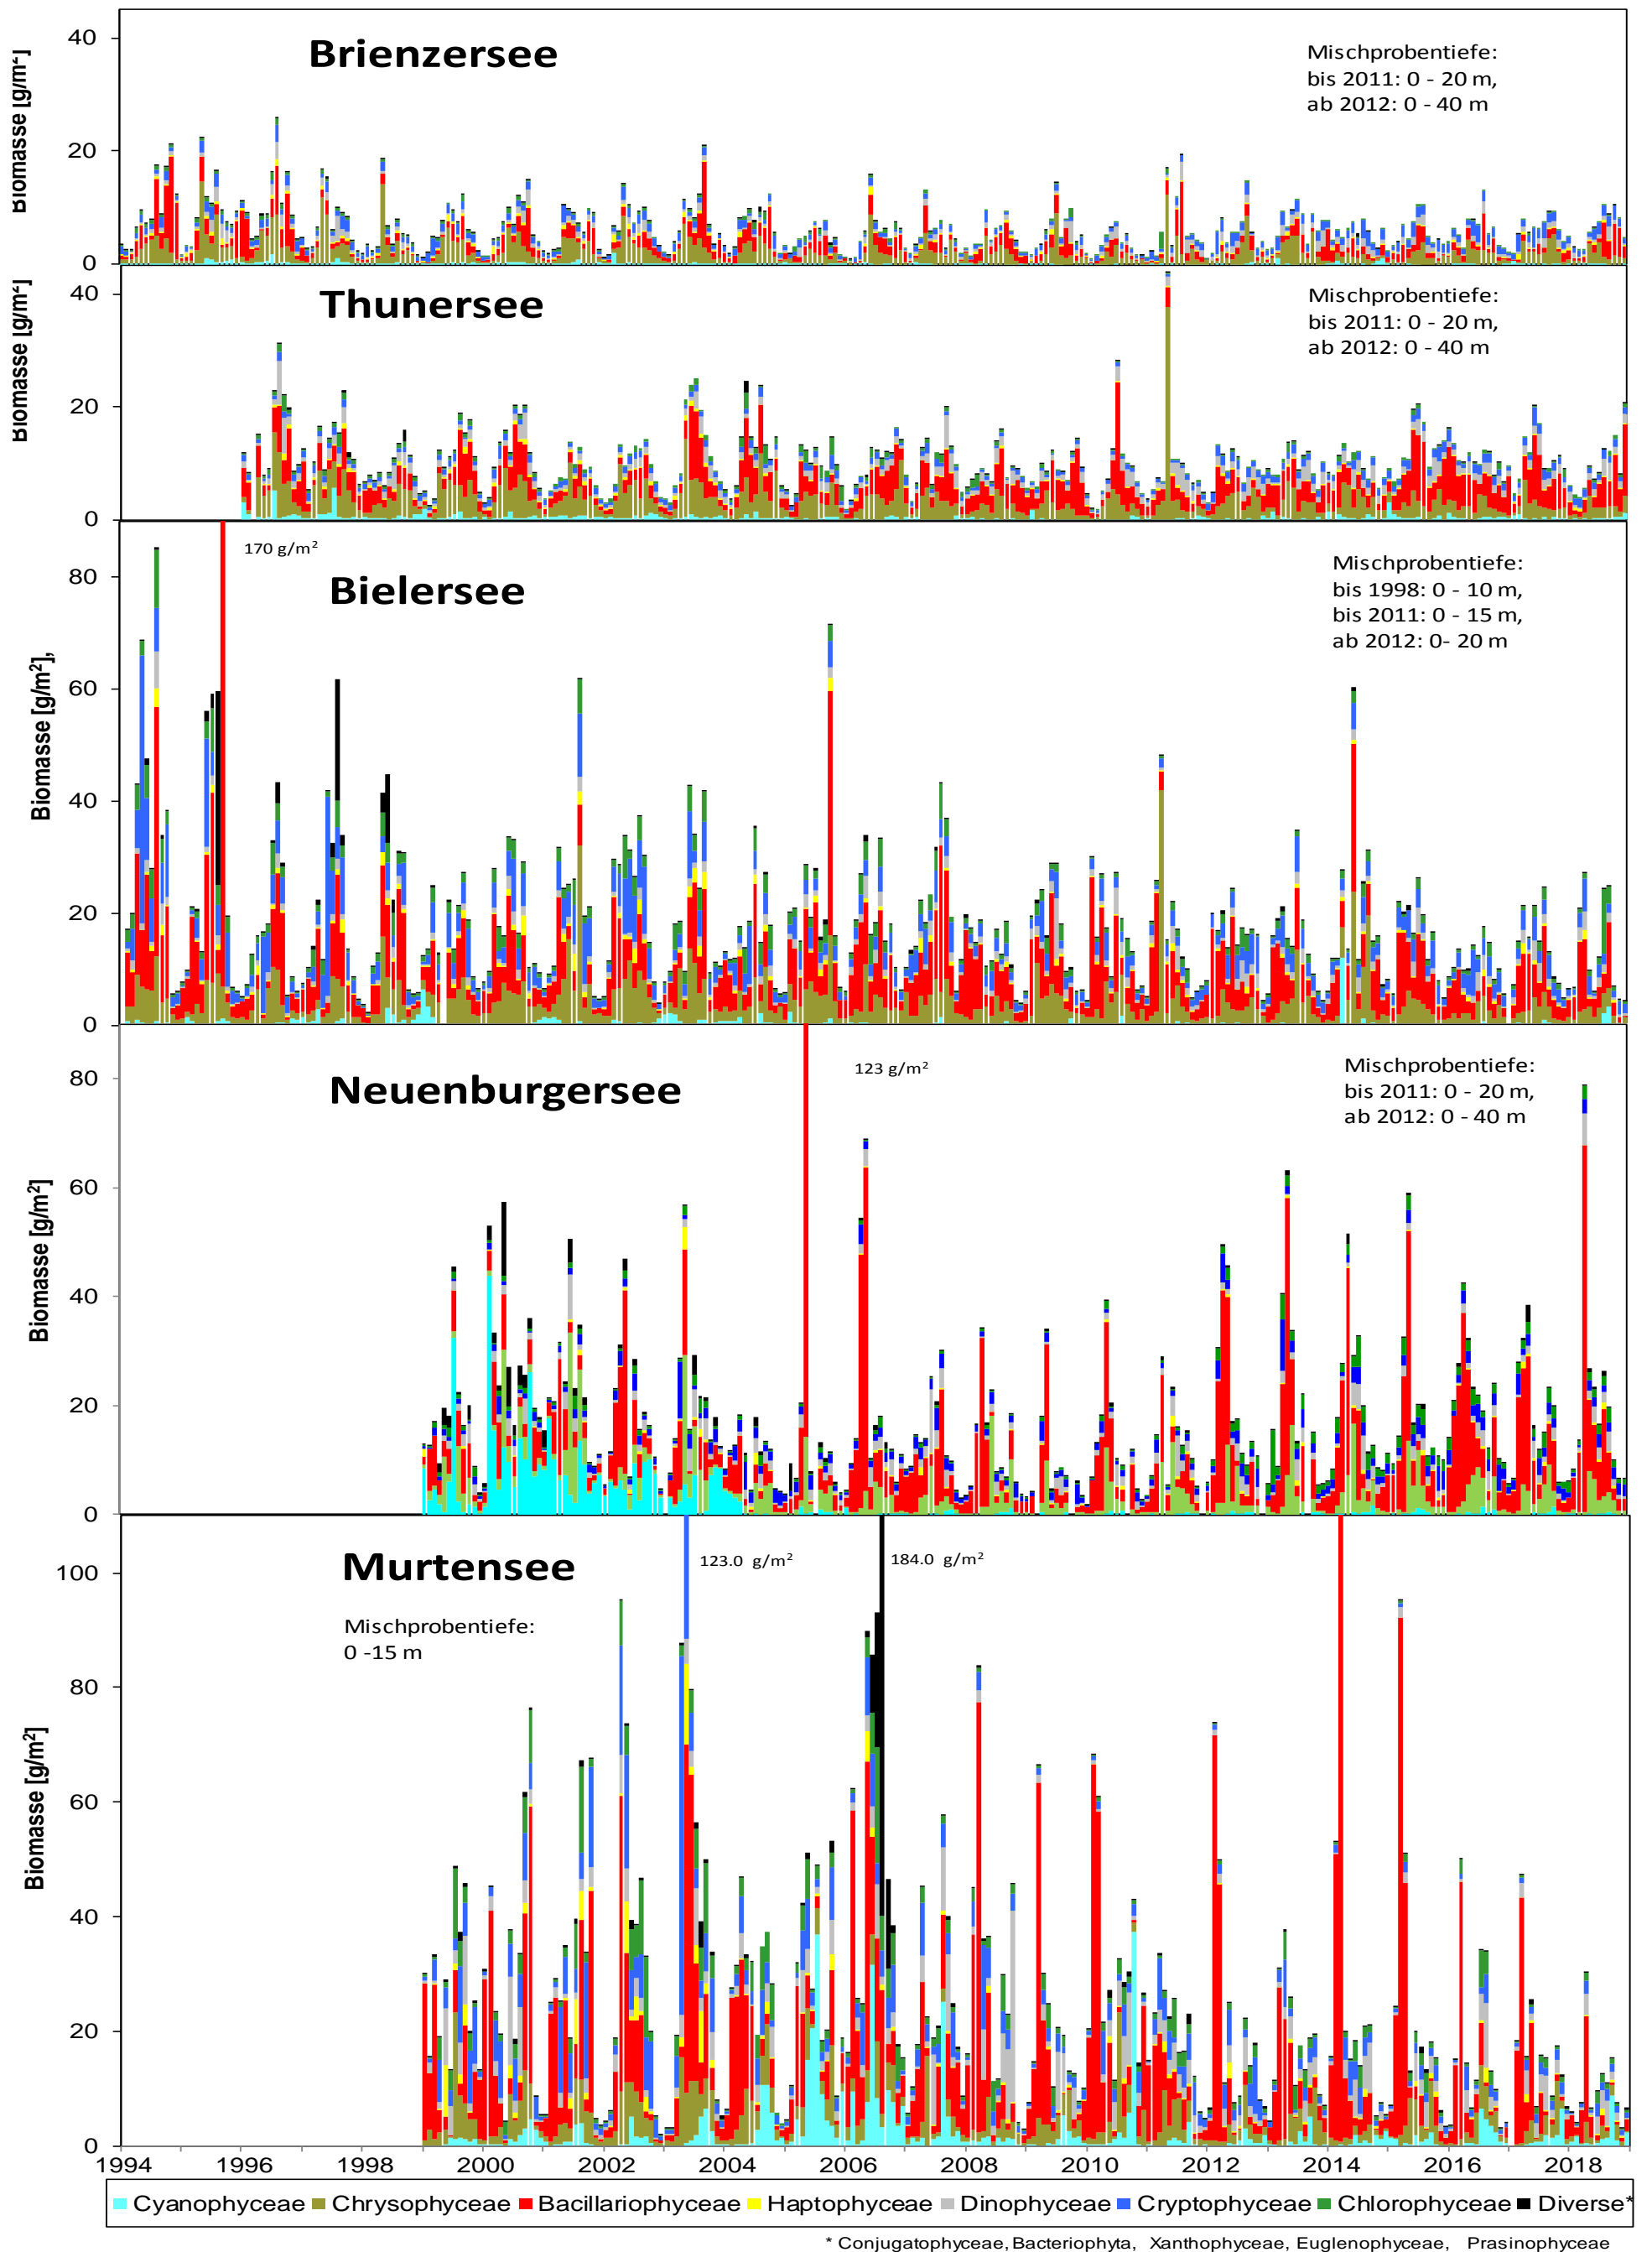 40
20
0
Biomasse [g/m²]
Brienzersee
Mischprobentiefe:
bis 2011: 0 - 20 m,
ab 2012: 0 - 40 m
40
20
0
Biomasse [g/m²]
Thunersee
Mischprobentiefe:
bis 2011: 0 - 20 m,
ab 2012: 0 - 40 m
80
60
40
20
0
Biomasse [g/m²],
170 g/m²
Bielersee
Mischprobentiefe:
bis 1998: 0 - 10 m,
bis 2011: 0 - 15 m,
ab 2012: 0- 20 m
80
60
40
20
0
Biomasse [g/m²]
Neuenburgersee
123 g/m²
Mischprobentiefe:
bis 2011: 0 - 20 m,
ab 2012: 0 - 40 m
100
80
60
40
20
0
Biomasse [g/m²]
Murtensee
Mischprobentiefe:
0 -15 m
123.0 g/m²
184.0 g/m²
1994 1996 1998 2000 2002 2004 2006 2008 2010 2012 2014 2016 2018
Cyanophyceae Chrysophyceae Bacillariophyceae Haptophyceae Dinophyceae Cryptophyceae Chlorophyceae Diverse*
* Conjugatophyceae, Bacteriophyta, Xanthophyceae, Euglenophyceae, Prasinophyceae